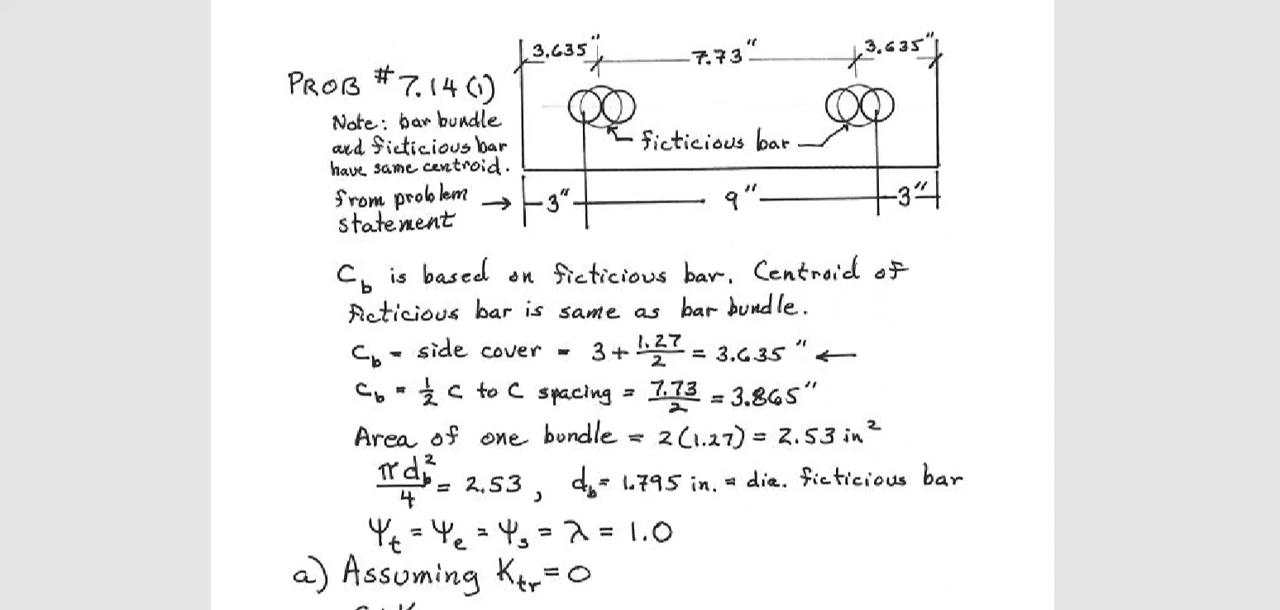 3.635"
7.73"
3.635"
PROB #7.14 (1)
Note: bar bundle
and ficticious bar
have same centroid.
ficticious bar
from problem
statement
3"
9"
3"
C_b is based on ficticious bar. Centroid of
ficticious bar is same as bar bundle.
C_b = side cover = 3 + 1.27/2 = 3.635" ←
C_b = 1/2 C to C spacing = 7.73/2 = 3.865"
Area of one bundle = 2(1.27) = 2.53 in²
πd_b²/4 = 2.53, d_b = 1.795 in. = dia. ficticious bar
Ψ_t = Ψ_e = Ψ_s = λ = 1.0
a) Assuming K_tr = 0